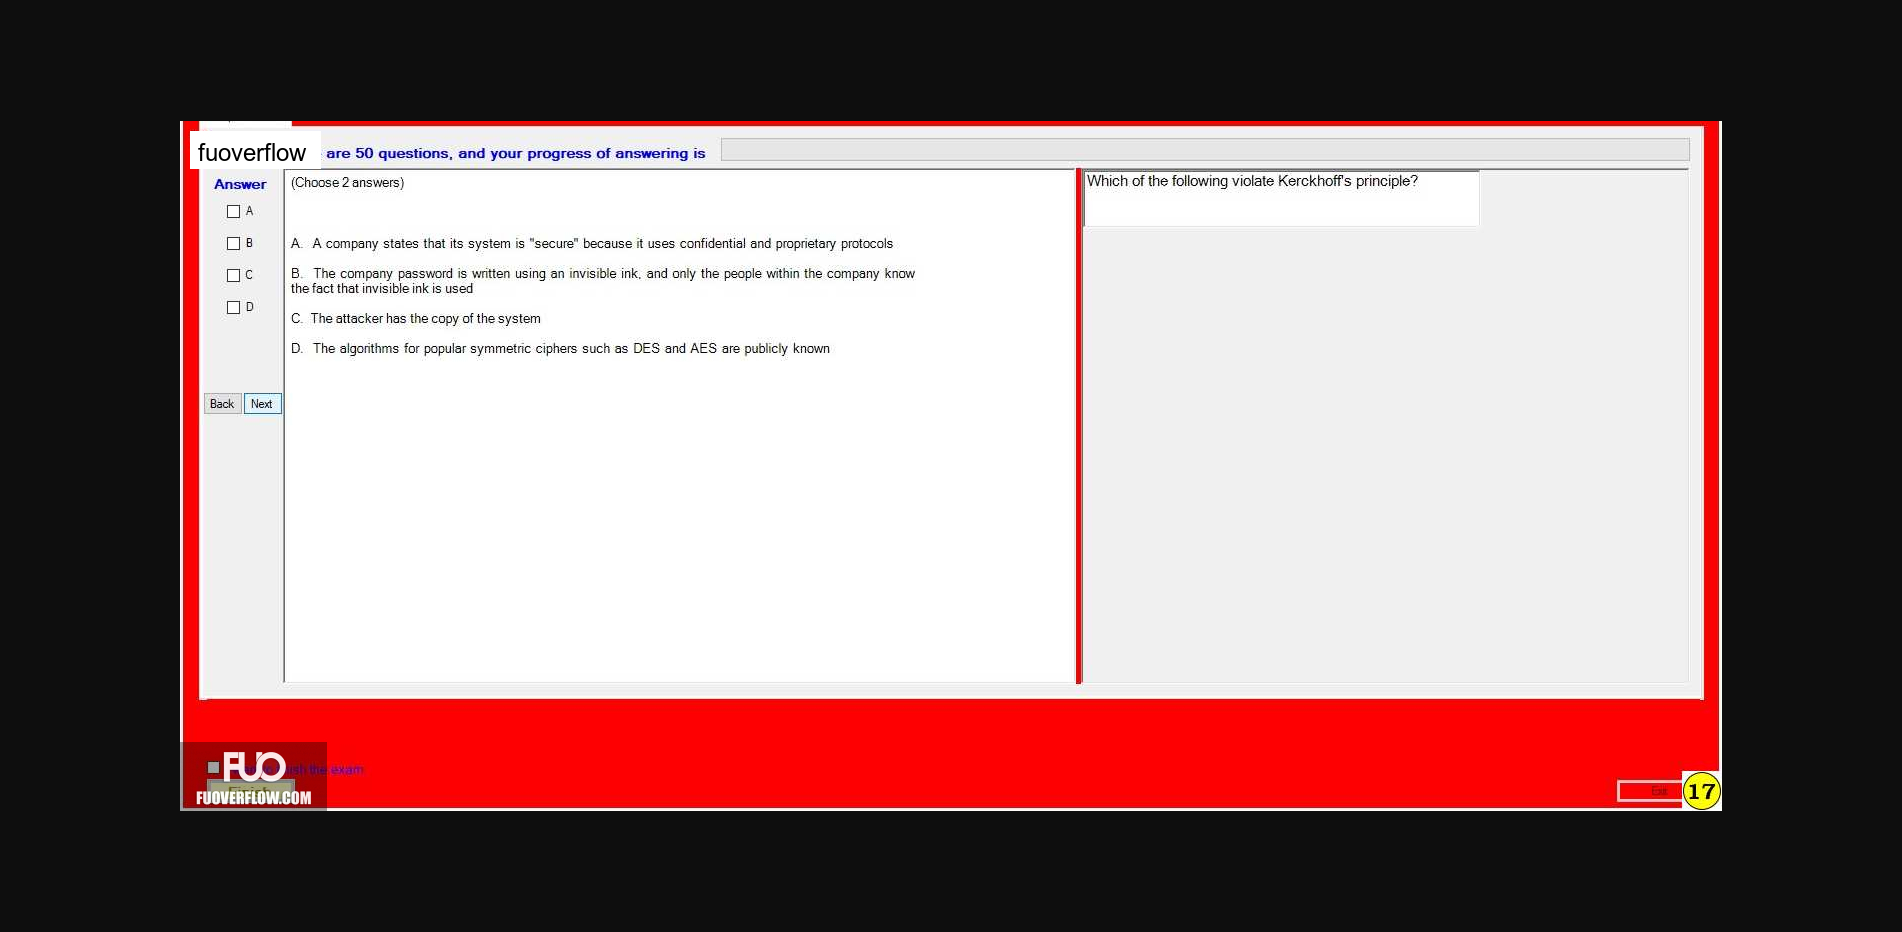 fuoverflow are 50 questions, and your progress of answering is
Answer
(Choose 2 answers)
Which of the following violate Kerckhoff's principle?
A
B
C
D
A. A company states that its system is "secure" because it uses confidential and proprietary protocols
B. The company password is written using an invisible ink, and only the people within the company know
the fact that invisible ink is used
C. The attacker has the copy of the system
D. The algorithms for popular symmetric ciphers such as DES and AES are publicly known
Back Next
FUO
the exam
Finish
FUOVERFLOW.COM
Exit
17